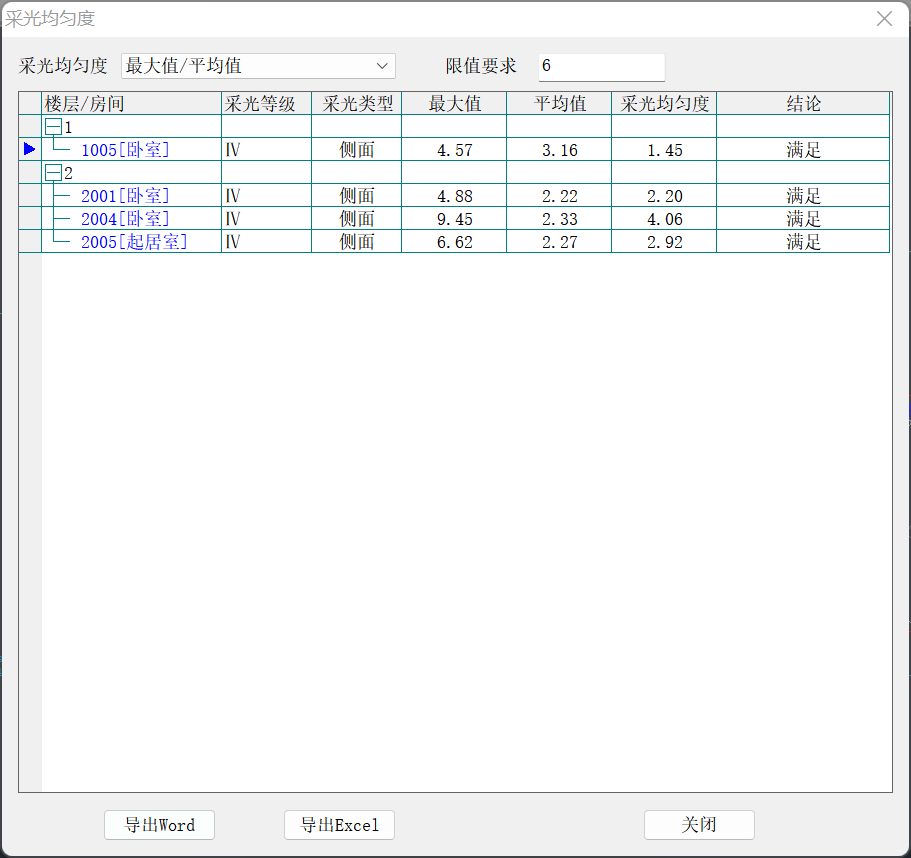 采光均匀度
采光均匀度 最大值/平均值 限值要求 6
楼层/房间 采光等级 采光类型 最大值 平均值 采光均匀度 结论
1
1005[卧室] Ⅳ 侧面 4.57 3.16 1.45 满足
2
2001[卧室] Ⅳ 侧面 4.88 2.22 2.20 满足
2004[卧室] Ⅳ 侧面 9.45 2.33 4.06 满足
2005[起居室] Ⅳ 侧面 6.62 2.27 2.92 满足
导出Word 导出Excel 关闭